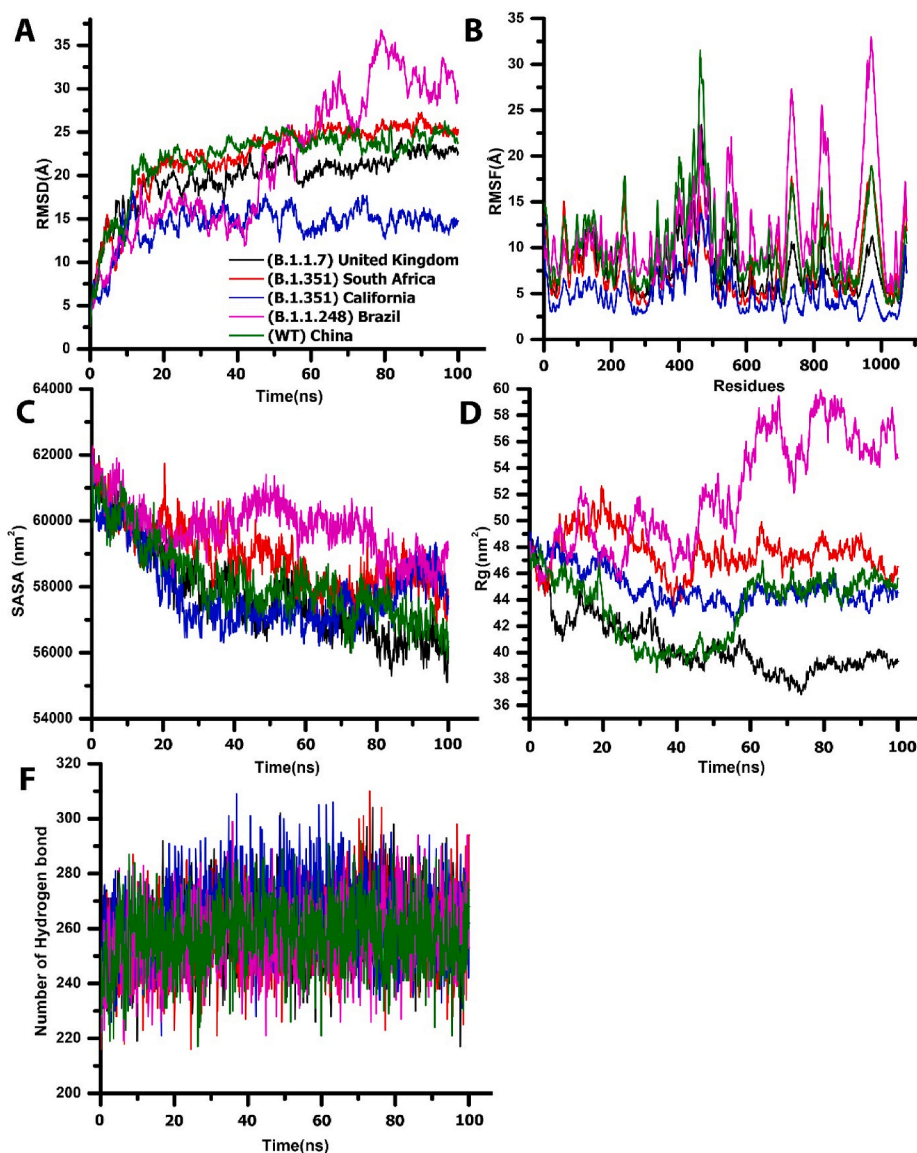 A
RMSD(Å)
35
30
25
20
15
10
5
0
(B.1.1.7) United Kingdom
(B.1.351) South Africa
(B.1.351) California
(B.1.1.248) Brazil
(WT) China
0 20 40 60 80 100
Time(ns)
B
RMSF(Å)
35
30
25
20
15
10
5
0
0 200 400 600 800 1000
Residues
C
SASA (nm²)
64000
62000
60000
58000
56000
54000
0 20 40 60 80 100
Time(ns)
D
Rg(nm²)
60
58
56
54
52
50
48
46
44
42
40
38
36
0 20 40 60 80 100
Time(ns)
F
Number of Hydrogen bond
320
300
280
260
240
220
200
0 20 40 60 80 100
Time(ns)